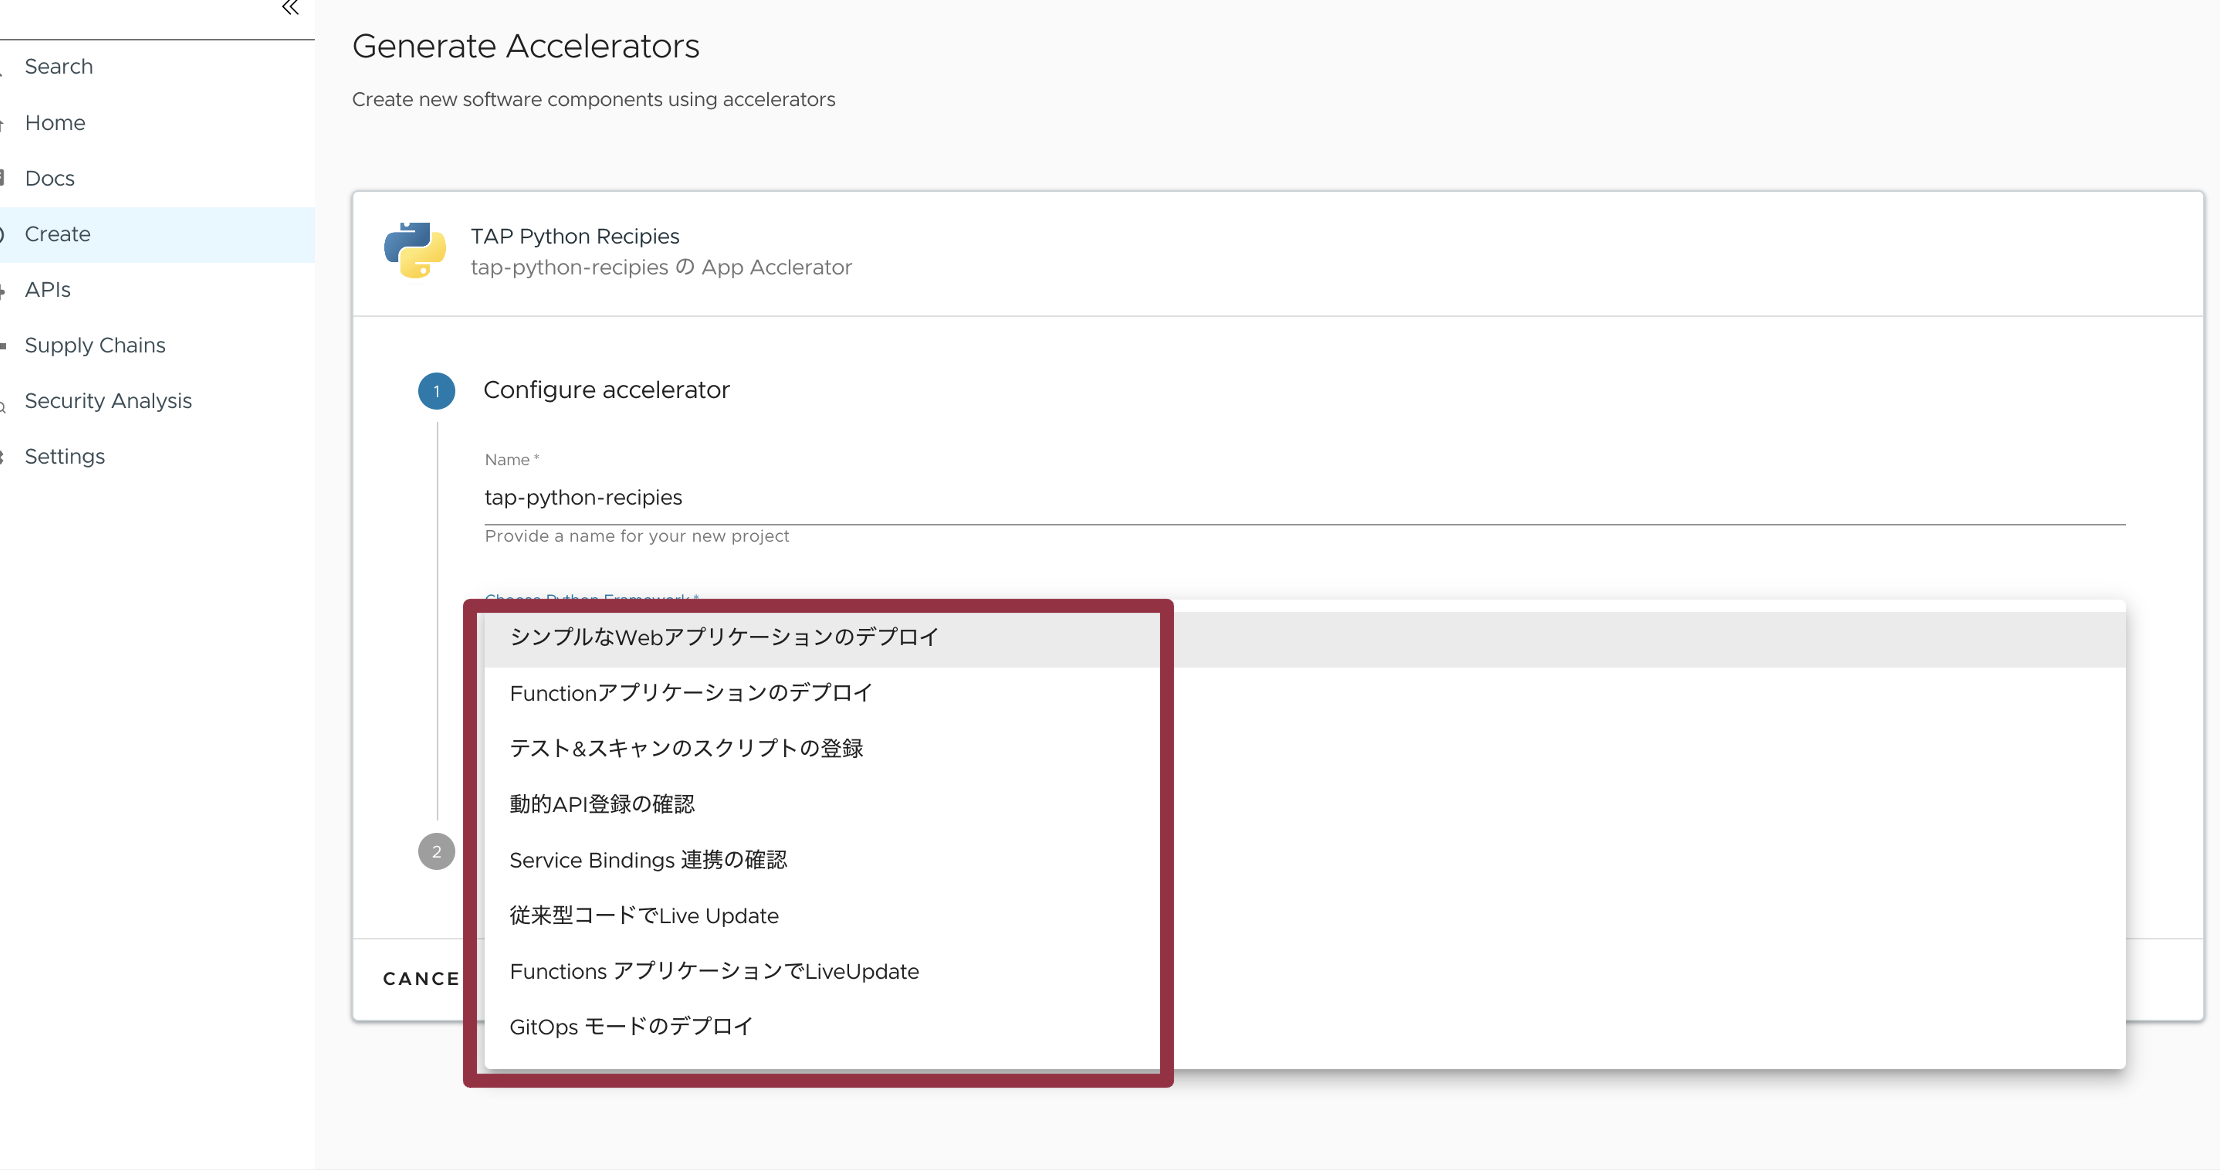 Search
Home
Docs
Create
APIs
Supply Chains
Security Analysis
Settings
Generate Accelerators
Create new software components using accelerators
TAP Python Recipies
tap-python-recipies の App Acclerator
1
Configure accelerator
Name *
tap-python-recipies
Provide a name for your new project
Choose Python Framework *
シンプルなWebアプリケーションのデプロイ
Functionアプリケーションのデプロイ
テスト&スキャンのスクリプトの登録
動的API登録の確認
Service Bindings 連携の確認
従来型コードでLive Update
Functions アプリケーションでLiveUpdate
GitOps モードのデプロイ
2
CANCE